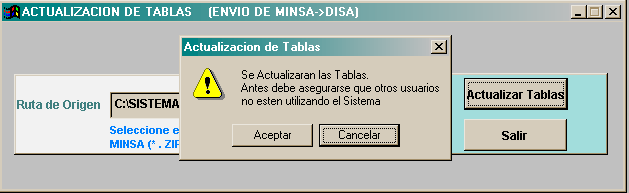 ACTUALIZACION DE TABLAS (ENVIO DE MINSA->DISA)
Actualizacion de Tablas
Se Actualizaran las Tablas.
Antes debe asegurarse que otros usuarios
no esten utilizando el Sistema
Aceptar
Cancelar
Ruta de Origen
C:\SISTEMA
Seleccione e
MINSA (* . ZIP
Actualizar Tablas
Salir